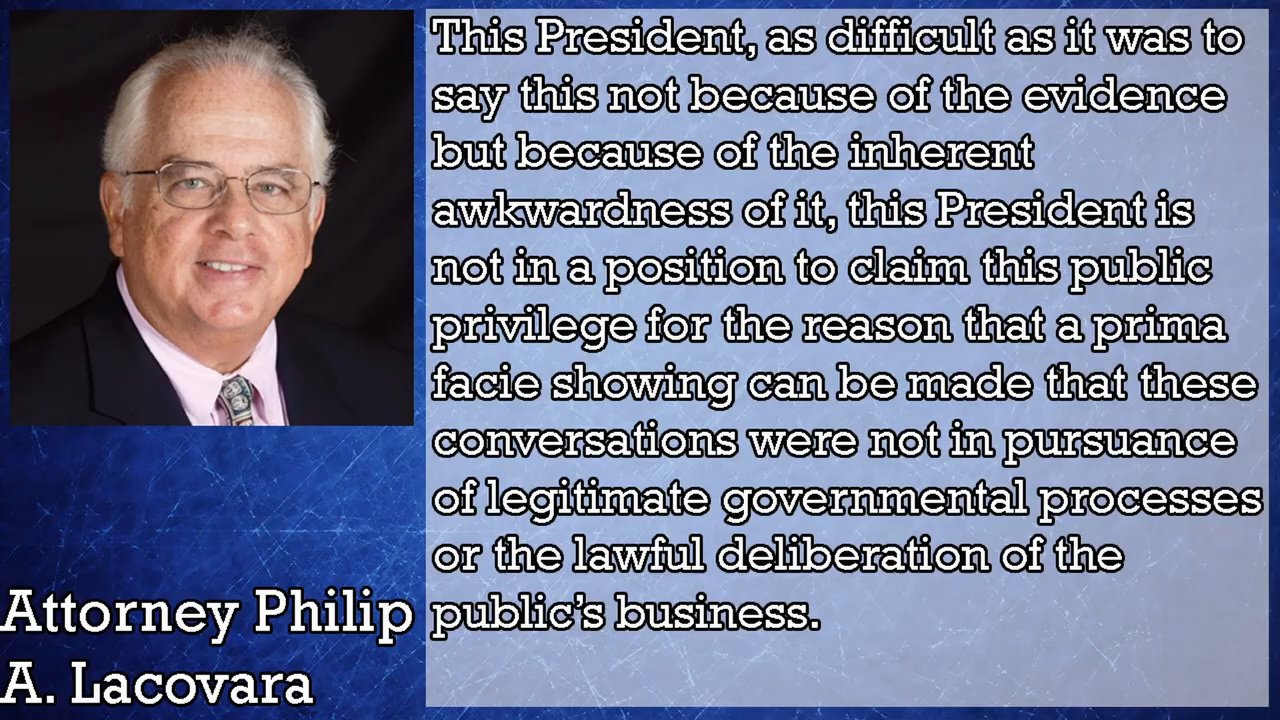 This President, as difficult as it was to
say this not because of the evidence
but because of the inherent
awkwardness of it, this President is
not in a position to claim this public
privilege for the reason that a prima
facie showing can be made that these
conversations were not in pursuance
of legitimate governmental processes
or the lawful deliberation of the
public’s business.
Attorney Philip
A. Lacovara